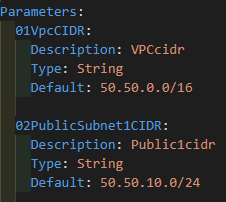 Parameters:
01VpcCIDR:
Description: VPCcidr
Type: String
Default: 50.50.0.0/16
02PublicSubnet1CIDR:
Description: Public1cidr
Type: String
Default: 50.50.10.0/24